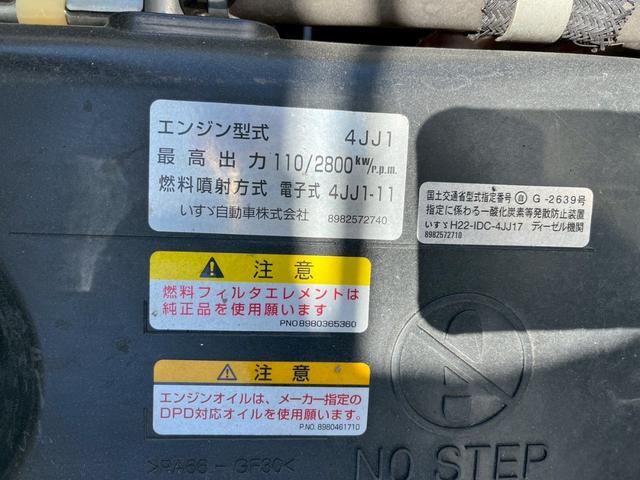 エンジン型式 4JJ1
最高出力 110/2800kw/r.p.m.
燃料噴射方式 電子式 4JJ1-11
いすゞ自動車株式会社 8982572740
国土交通省型式指定番号 自 G-2639号
指定に係わる一酸化炭素等発散防止装置
いすゞH22-IDC-4JJ17 ディーゼル機関
8982572710
注意
燃料フィルタエレメントは
純正品を使用願います
PNO8980365360
注意
エンジンオイルは、メーカー指定の
DPD対応オイルを使用願います。
P.NO. 8980461710
>PA66-GF30<
NO STEP